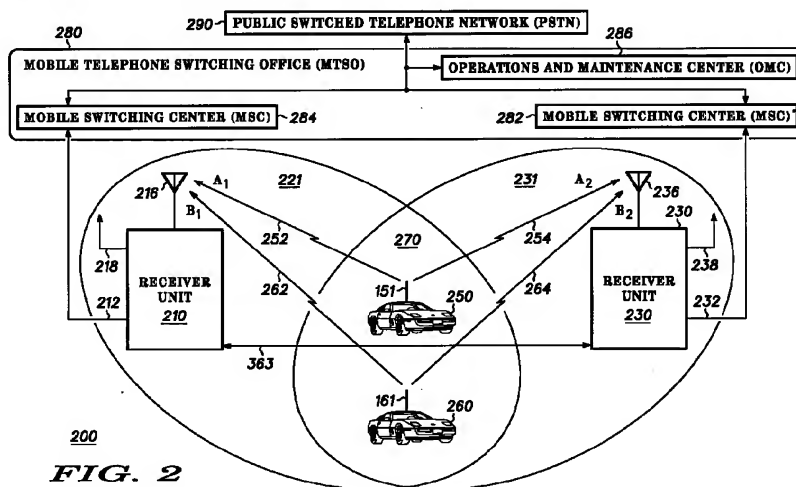 290
PUBLIC SWITCHED TELEPHONE NETWORK (PSTN)
280
286
MOBILE TELEPHONE SWITCHING OFFICE (MTSO)
OPERATIONS AND MAINTENANCE CENTER (OMC)
MOBILE SWITCHING CENTER (MSC)
284
282
MOBILE SWITCHING CENTER (MSC)
216
A1
221
231
A2
236
B1
B2
230
252
270
254
218
262
264
238
RECEIVER UNIT
210
151
250
RECEIVER UNIT
230
212
232
363
161
260
200
FIG. 2